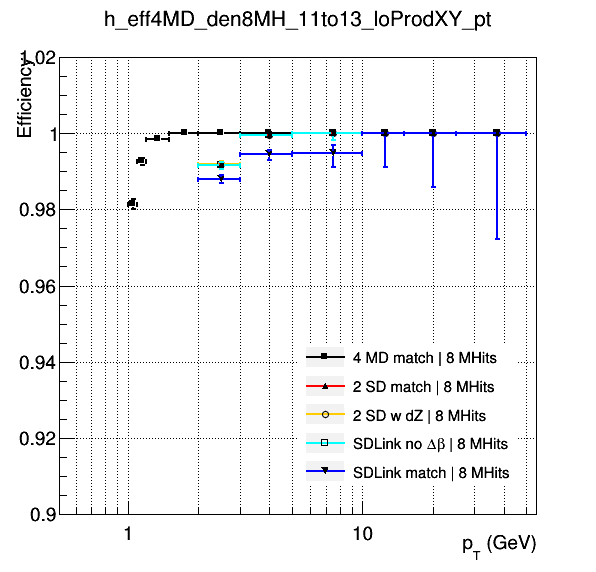 h_eff4MD_den8MH_11to13_loProdXY_pt
Efficiency
1.02
1
0.98
0.96
0.94
0.92
0.9
4 MD match | 8 MHits
2 SD match | 8 MHits
2 SD w dZ | 8 MHits
SDLink no Δβ | 8 MHits
SDLink match | 8 MHits
1
10
p_T (GeV)